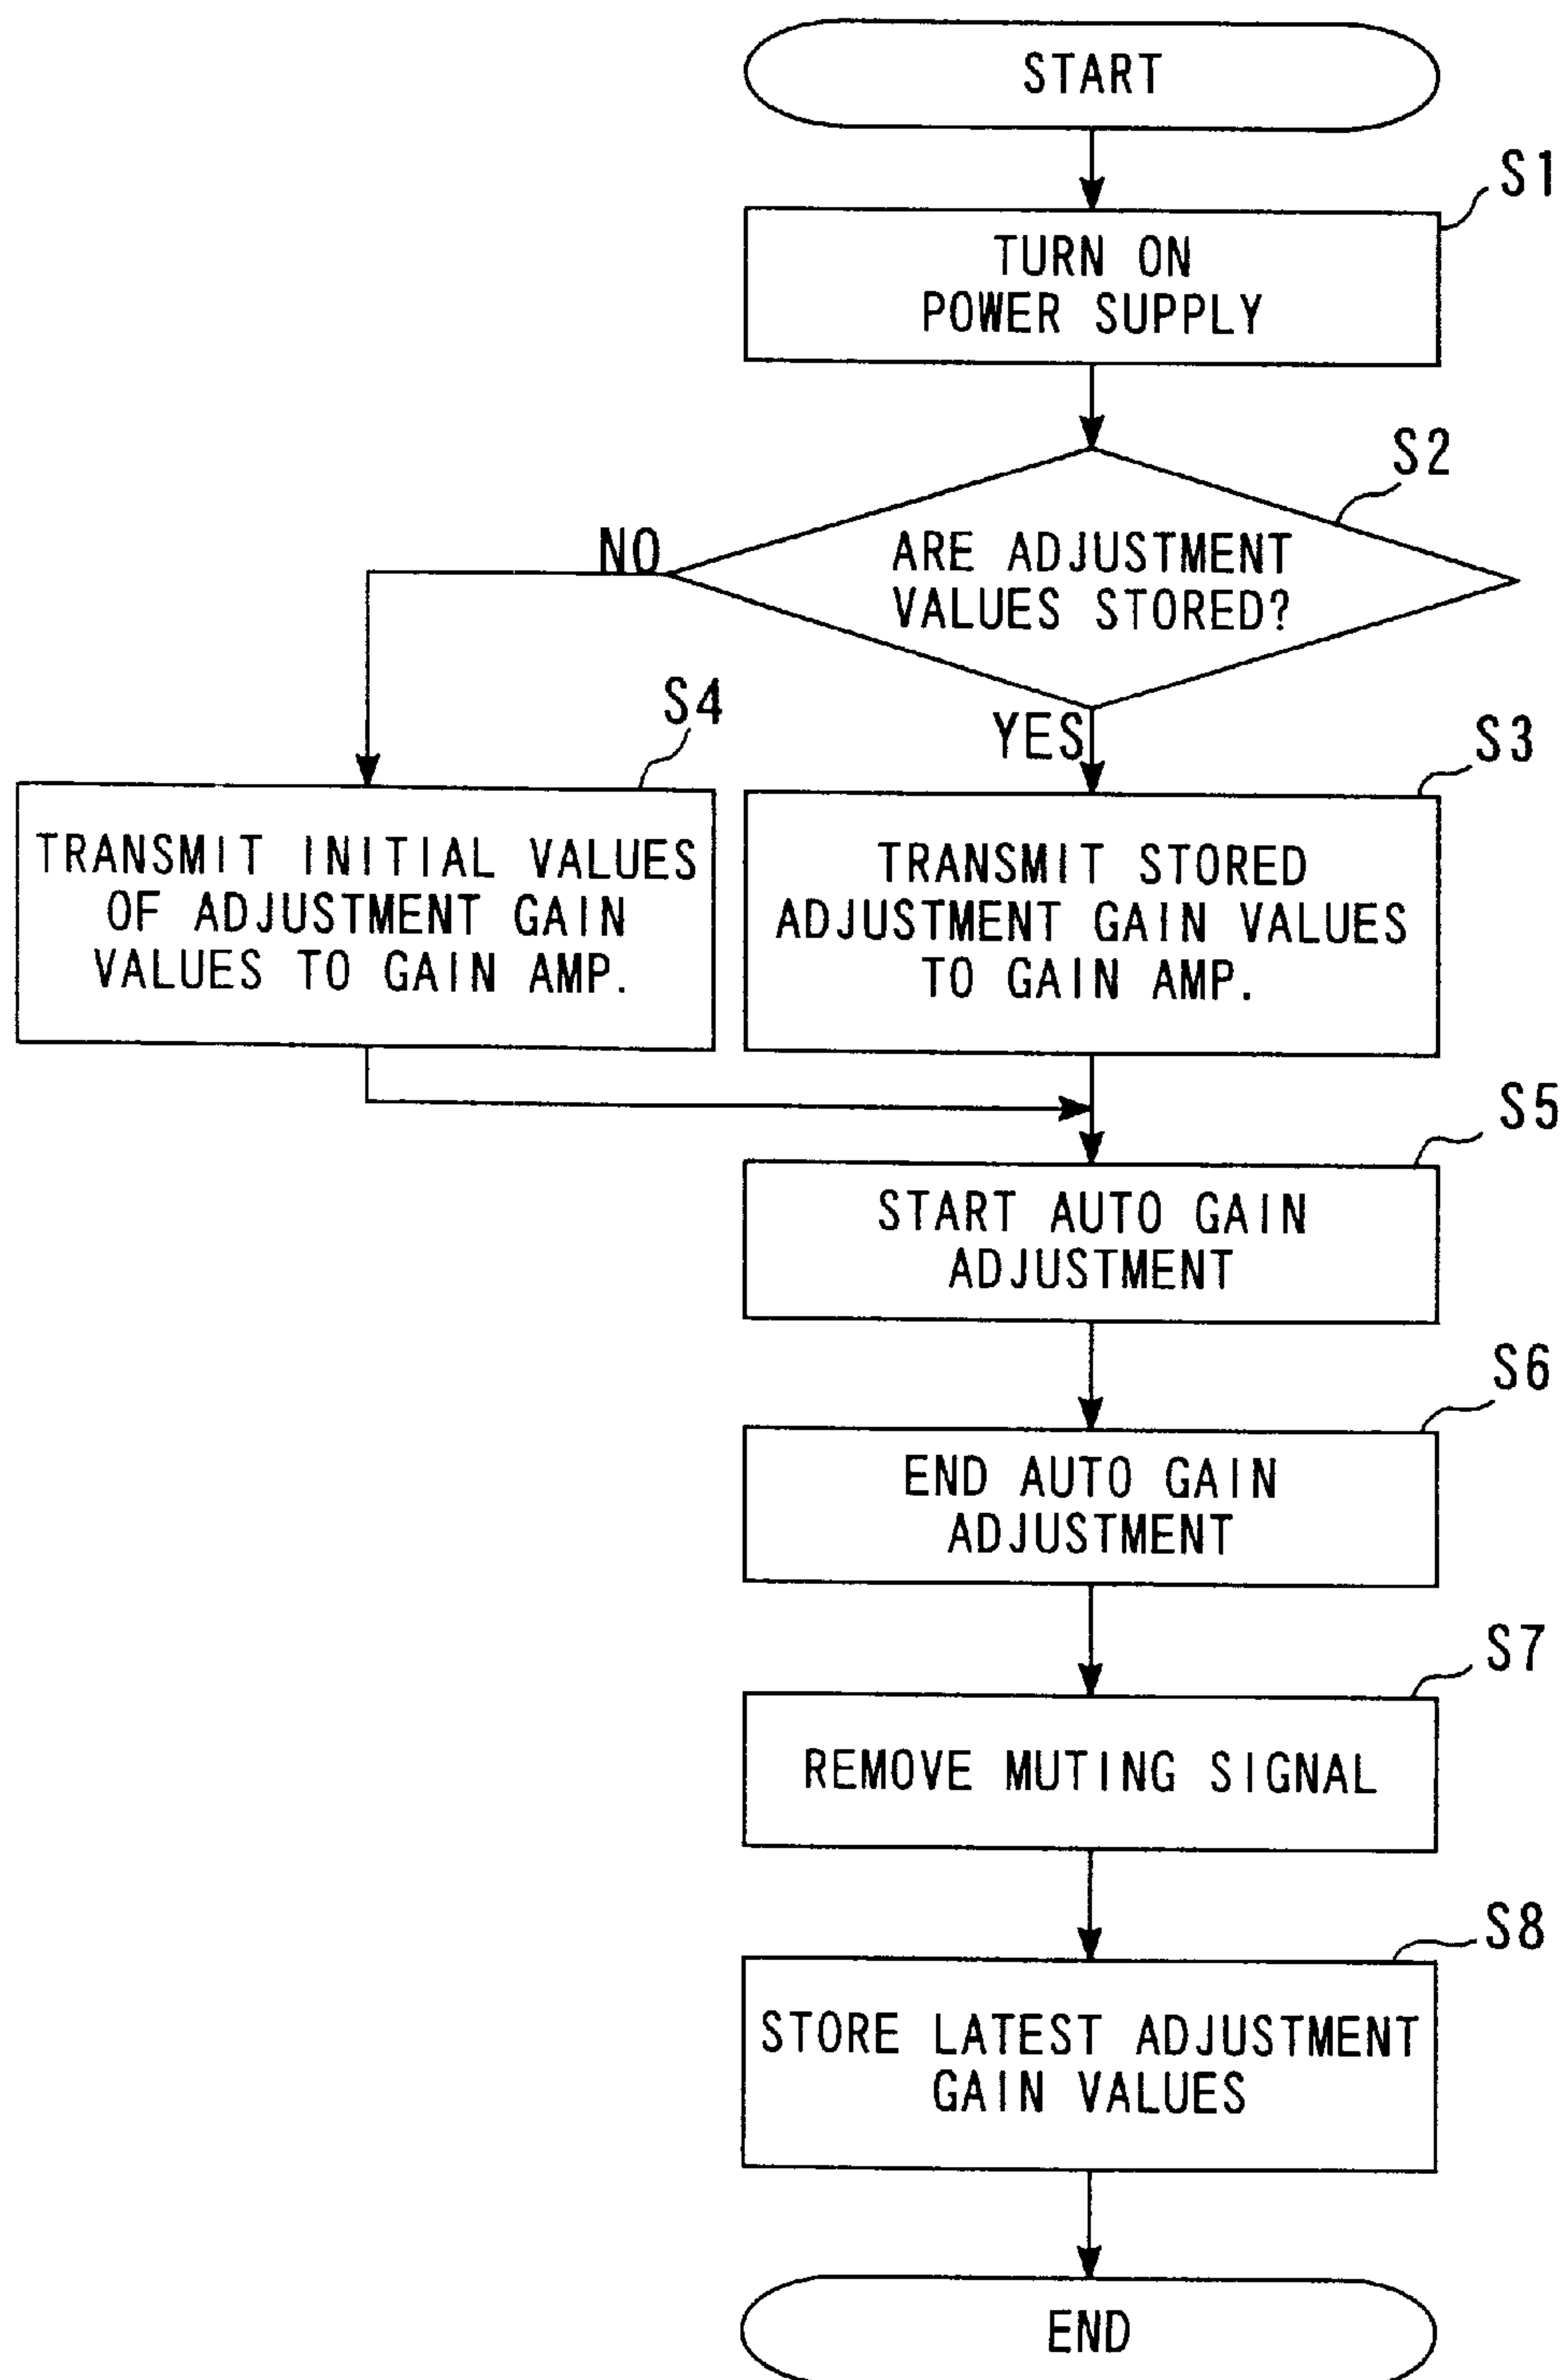 START
S1
TURN ON
POWER SUPPLY
S2
NO
ARE ADJUSTMENT
VALUES STORED?
YES
S4
S3
TRANSMIT INITIAL VALUES
OF ADJUSTMENT GAIN
VALUES TO GAIN AMP.
TRANSMIT STORED
ADJUSTMENT GAIN VALUES
TO GAIN AMP.
S5
START AUTO GAIN
ADJUSTMENT
S6
END AUTO GAIN
ADJUSTMENT
S7
REMOVE MUTING SIGNAL
S8
STORE LATEST ADJUSTMENT
GAIN VALUES
END